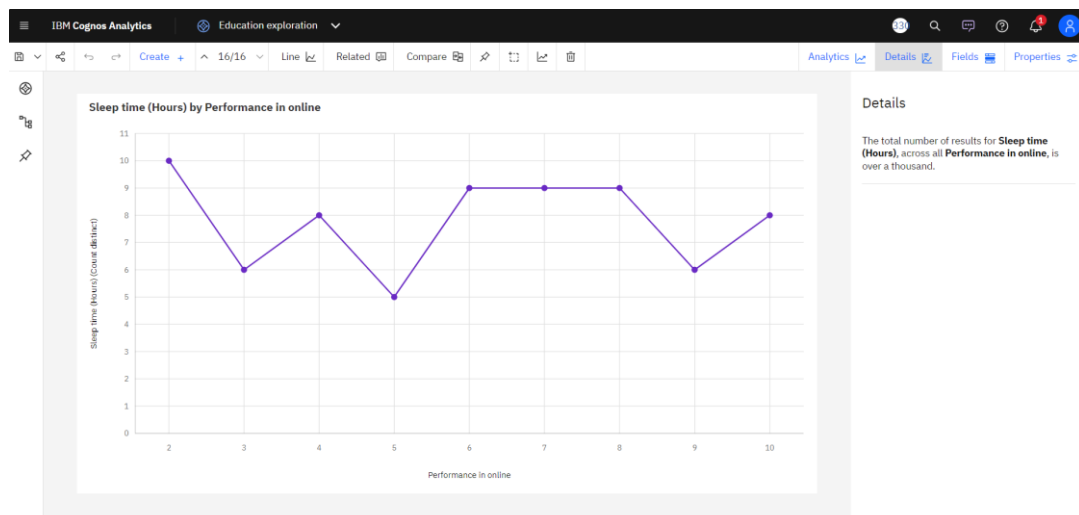 IBM Cognos Analytics
Education exploration
330
1
Create +
16/16
Line
Related
Compare
Analytics
Details
Fields
Properties
Sleep time (Hours) by Performance in online
11
10
9
8
7
6
5
4
3
2
1
0
Sleep time (Hours) (Count distinct)
2 3 4 5 6 7 8 9 10
Performance in online
Details
The total number of results for Sleep time
(Hours), across all Performance in online, is
over a thousand.